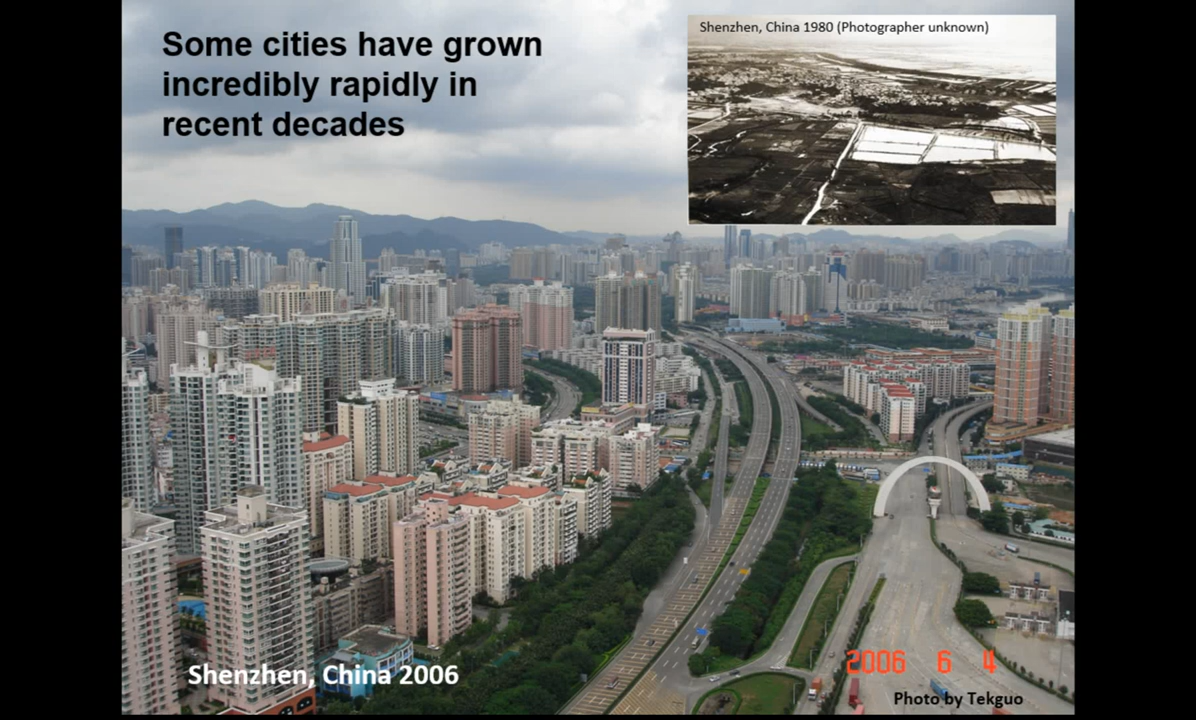 Some cities have grown
incredibly rapidly in
recent decades
Shenzhen, China 1980 (Photographer unknown)
Shenzhen, China 2006
2006 6 4
Photo by Tekguo